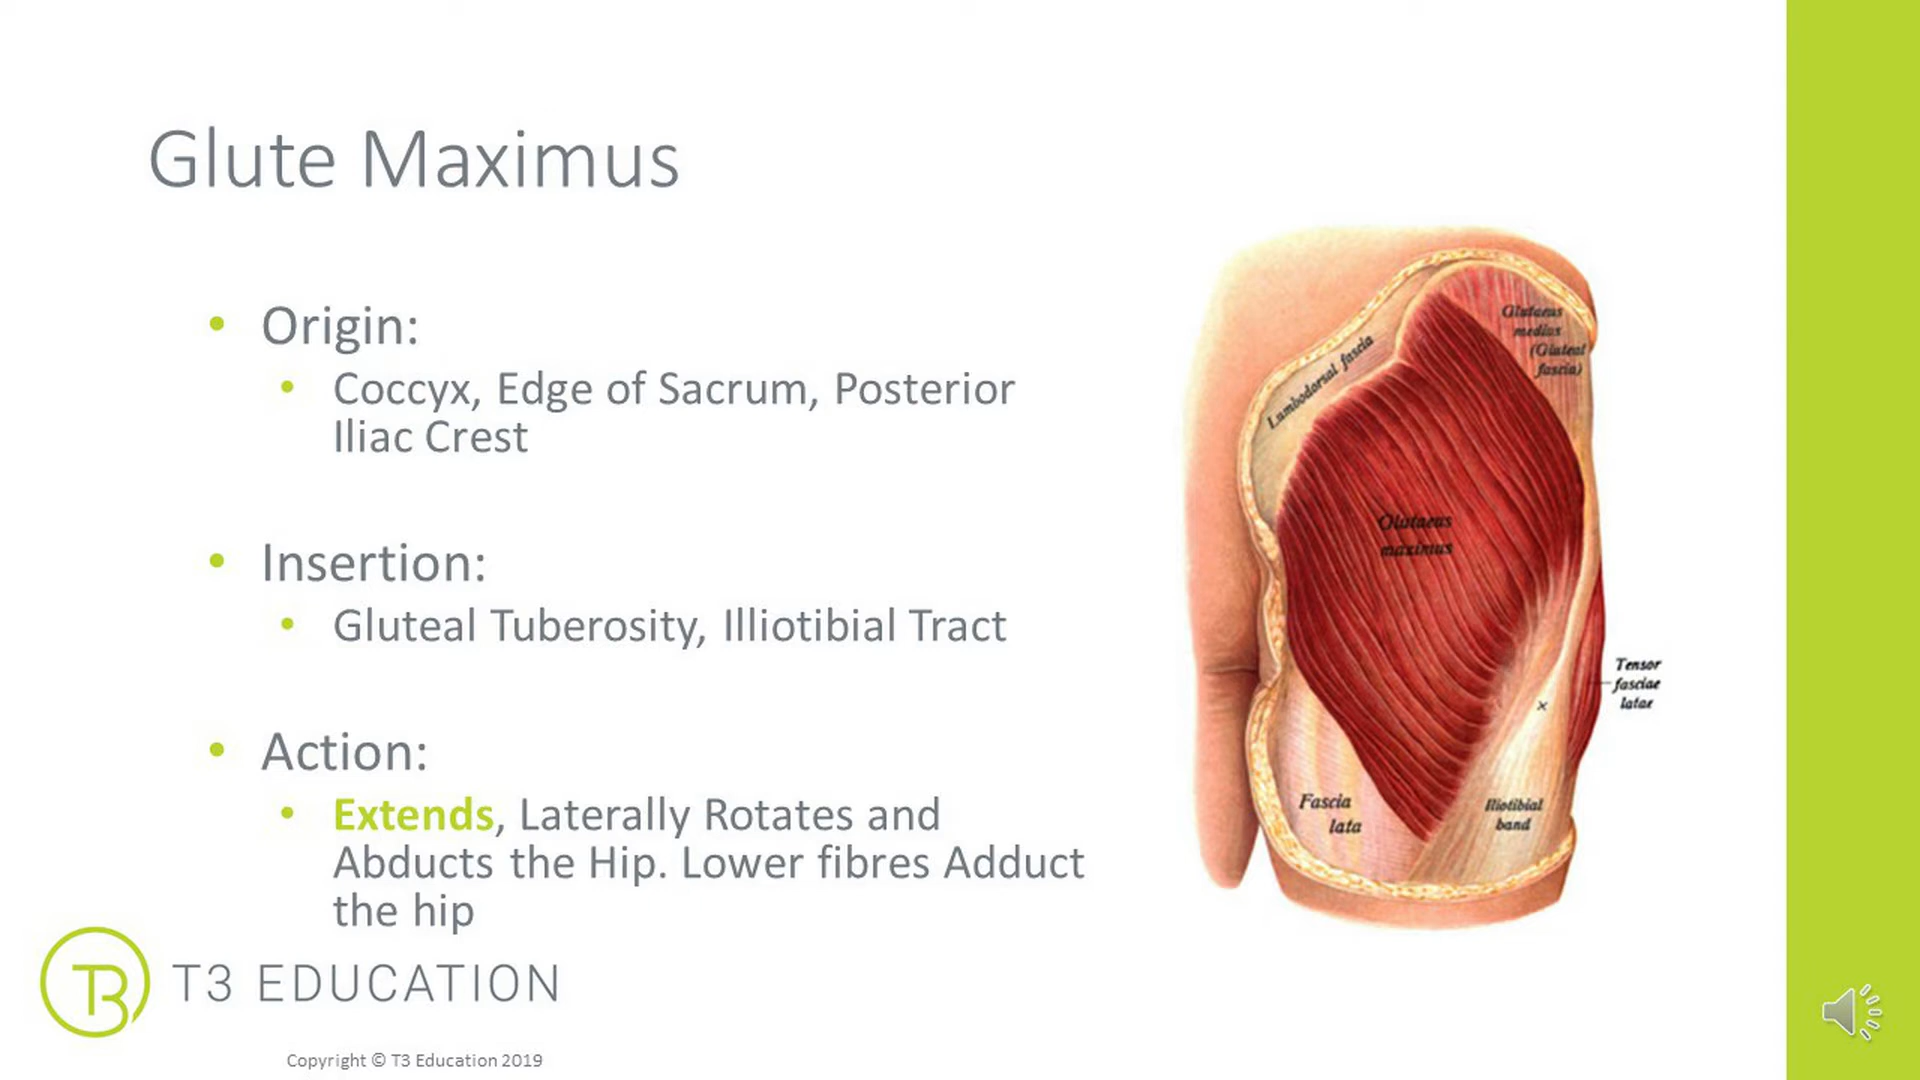 Glute Maximus
• Origin:
• Coccyx, Edge of Sacrum, Posterior
Iliac Crest
• Insertion:
• Gluteal Tuberosity, Illiotibial Tract
• Action:
• Extends, Laterally Rotates and
Abducts the Hip. Lower fibres Adduct
the hip
Glutaeus
medius
(Gluteal
fascia)
Lumbodorsal fascia
Glutaeus
maximus
Tensor
fasciae
latae
×
Fascia
lata
Iliotibial
band
T3 T3 EDUCATION
Copyright © T3 Education 2019